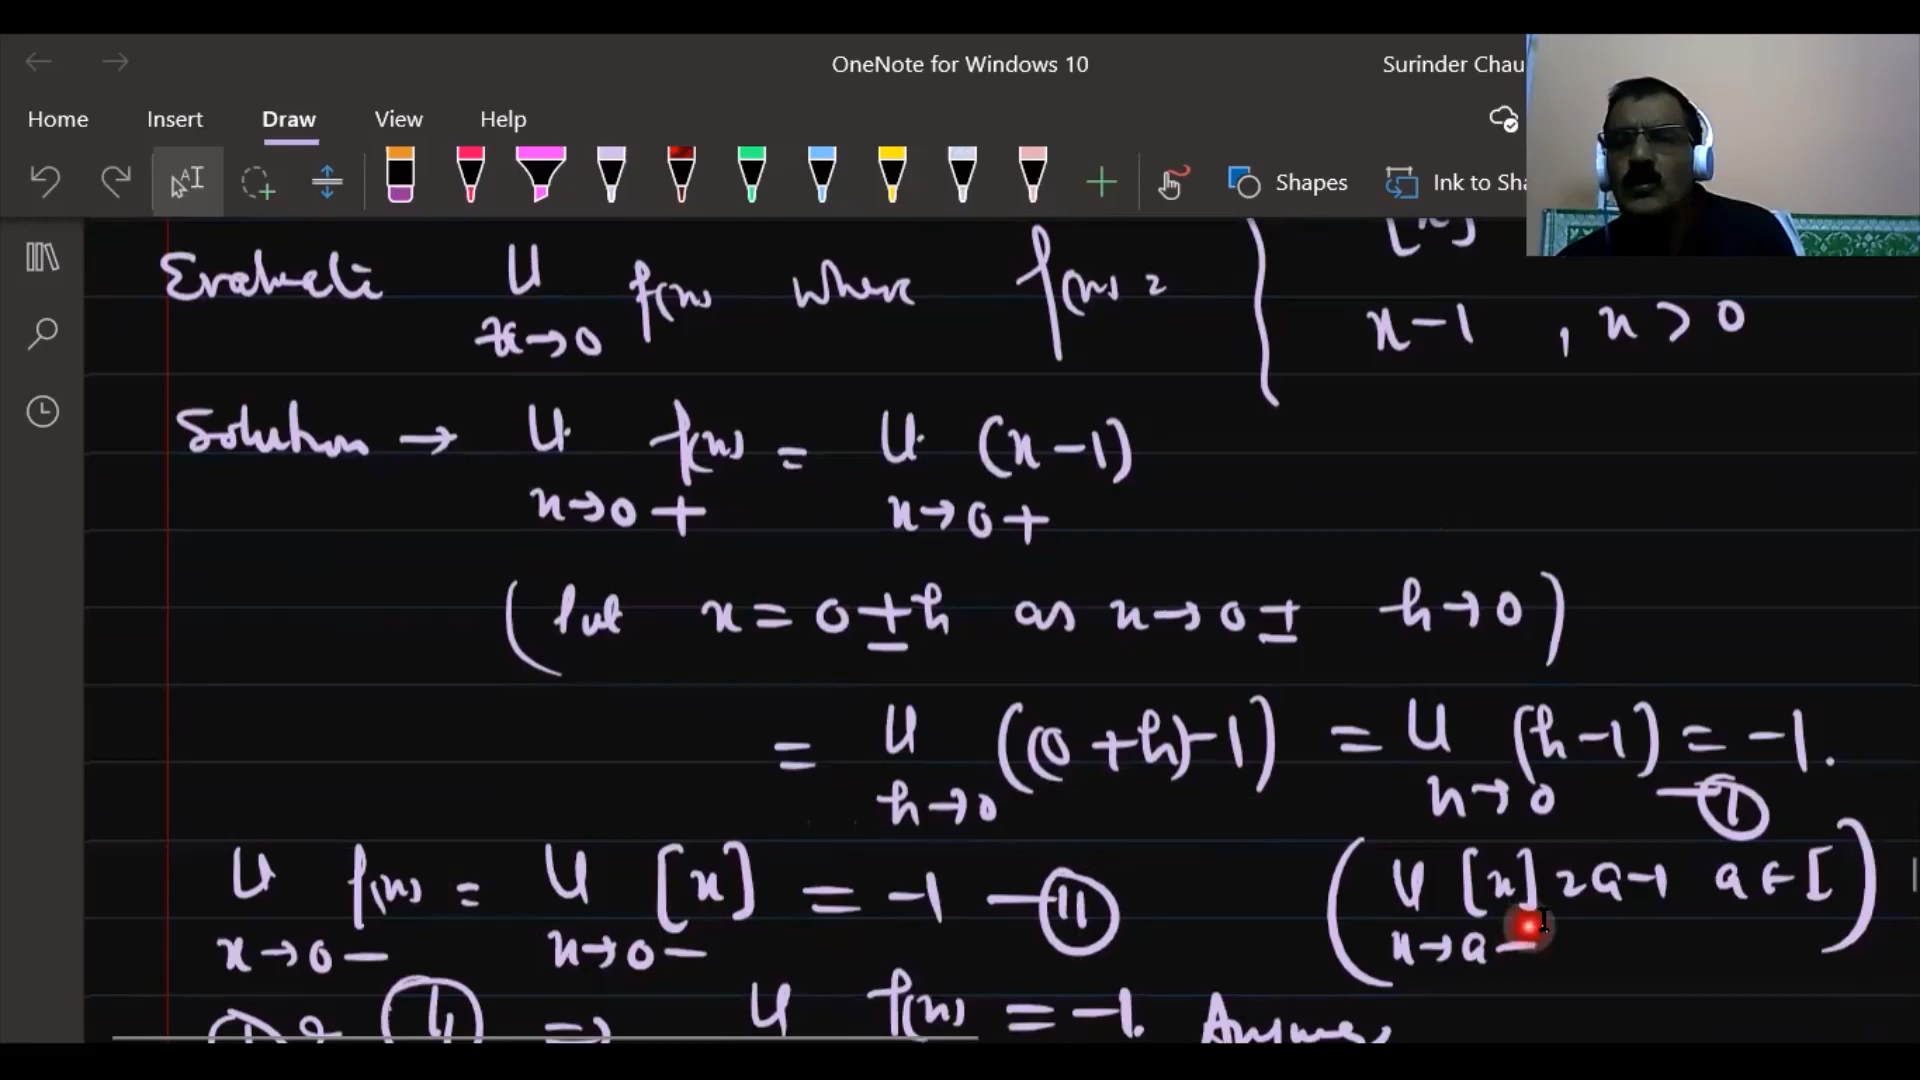 OneNote for Windows 10 Surinder Chau
Home Insert Draw View Help
Shapes Ink to Sha
Evaluate Lt f(x) where f(x) = { [x]
x→0 x-1 , x > 0
Solution → Lt f(x) = Lt (x-1)
x→0+ x→0+
(Put x = 0±h as x→0± h→0)
= Lt ((0+h)-1) = Lt (h-1) = -1.
h→0 h→0 —(I)
Lt f(x) = Lt [x] = -1 —(II) (Lt [x] = a-1 a∈I)
x→0- x→0- x→a-
(I) & (II) ⇒ Lt f(x) = -1. Answer